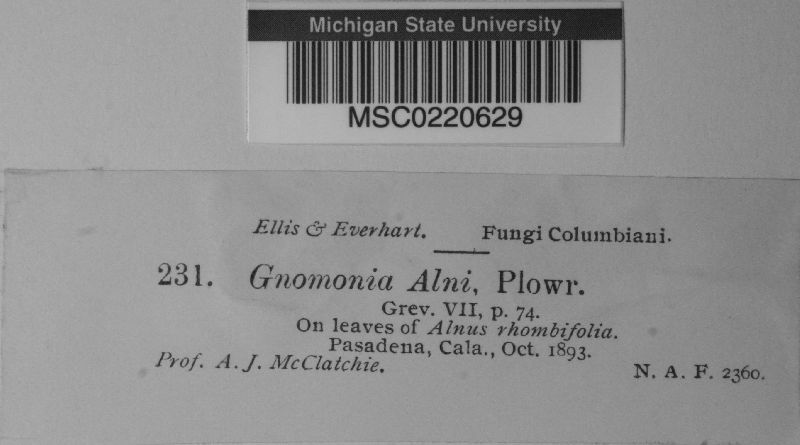 Michigan State University
MSC0220629
Ellis & Everhart. Fungi Columbiani.
231. Gnomonia Alni, Plowr.
Grev. VII, p. 74.
On leaves of Alnus rhombifolia.
Pasadena, Cala., Oct. 1893.
Prof. A. J. McClatchie. N. A. F. 2360.